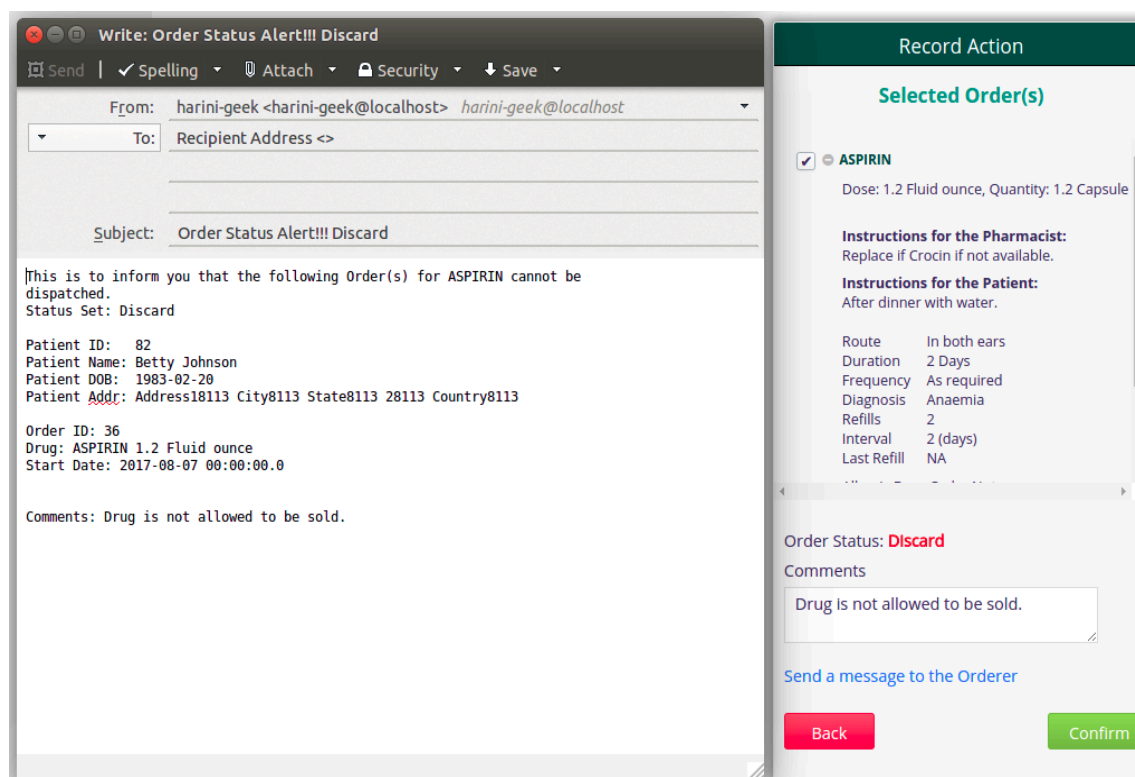 Write: Order Status Alert!!! Discard
Send | Spelling Attach Security Save
From: harini-geek <harini-geek@localhost> harini-geek@localhost
To: Recipient Address <>
Subject: Order Status Alert!!! Discard
This is to inform you that the following Order(s) for ASPIRIN cannot be
dispatched.
Status Set: Discard
Patient ID: 82
Patient Name: Betty Johnson
Patient DOB: 1983-02-20
Patient Addr: Address18113 City8113 State8113 28113 Country8113
Order ID: 36
Drug: ASPIRIN 1.2 Fluid ounce
Start Date: 2017-08-07 00:00:00.0
Comments: Drug is not allowed to be sold.
Record Action
Selected Order(s)
ASPIRIN
Dose: 1.2 Fluid ounce, Quantity: 1.2 Capsule
Instructions for the Pharmacist:
Replace if Crocin if not available.
Instructions for the Patient:
After dinner with water.
Route In both ears
Duration 2 Days
Frequency As required
Diagnosis Anaemia
Refills 2
Interval 2 (days)
Last Refill NA
Order Status: Discard
Comments
Drug is not allowed to be sold.
Send a message to the Orderer
Back Confirm